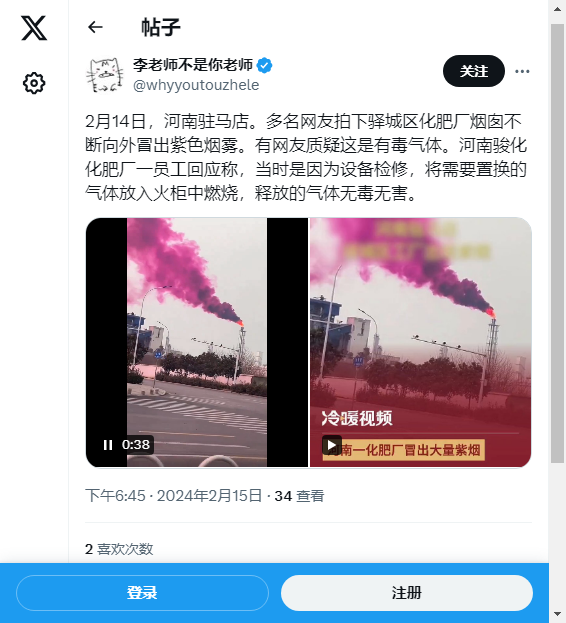 帖子
李老师不是你老师
@whyyoutouzhele
关注
2月14日，河南驻马店。多名网友拍下驿城区化肥厂烟囱不
断向外冒出紫色烟雾。有网友质疑这是有毒气体。河南骏化
化肥厂一员工回应称，当时是因为设备检修，将需要置换的
气体放入火柜中燃烧，释放的气体无毒无害。
0:38
冷暖视频
河南一化肥厂冒出大量紫烟
下午6:45 · 2024年2月15日 · 34 查看
2 喜欢次数
登录
注册